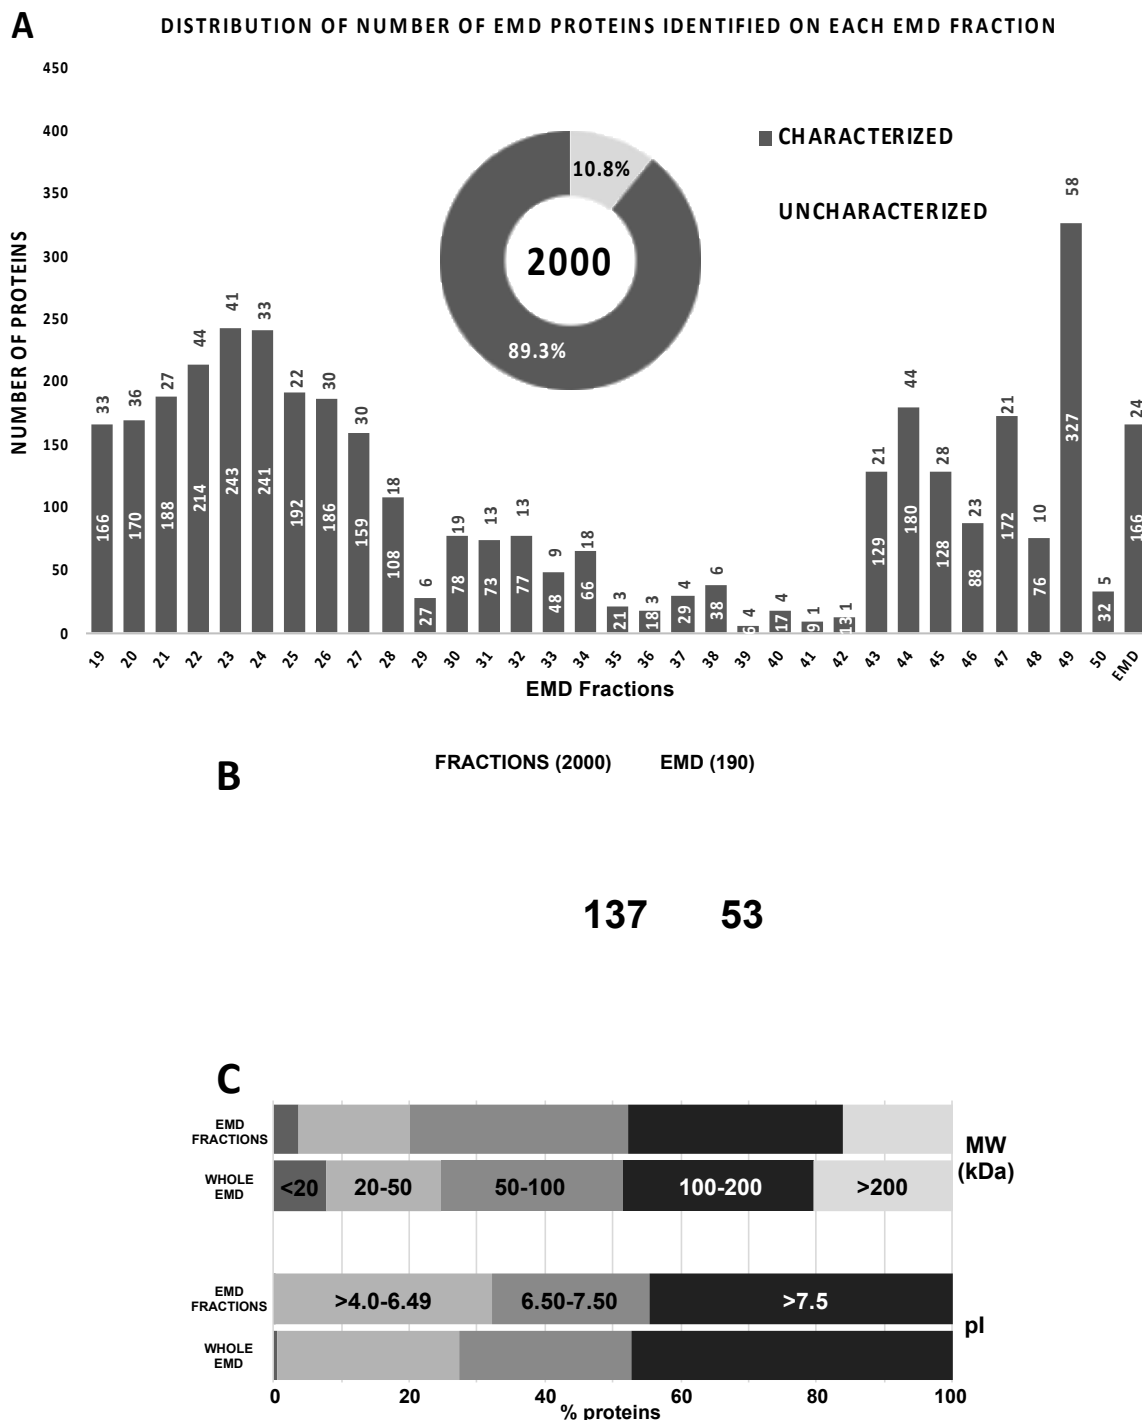 A
DISTRIBUTION OF NUMBER OF EMD PROTEINS IDENTIFIED ON EACH EMD FRACTION
NUMBER OF PROTEINS
450
400
350
300
250
200
150
100
50
0
CHARACTERIZED
UNCHARACTERIZED
10.8%
2000
89.3%
33 36 27 44 41 33 22 30 30 18 6 19 13 13 9 18 3 3 4 6 4 4 1 1 21 44 28 23 21 10 58 5 24
166 170 188 214 243 241 192 186 159 108 27 78 73 77 48 66 21 18 29 38 6 17 9 13 129 180 128 88 172 76 327 32 166
19 20 21 22 23 24 25 26 27 28 29 30 31 32 33 34 35 36 37 38 39 40 41 42 43 44 45 46 47 48 49 50 EMD
EMD Fractions
B
FRACTIONS (2000) EMD (190)
137 53
C
EMD
FRACTIONS
WHOLE
EMD
<20 20-50 50-100 100-200 >200
MW
(kDa)
EMD
FRACTIONS
>4.0-6.49 6.50-7.50 >7.5
WHOLE
EMD
pI
0 20 40 60 80 100
% proteins